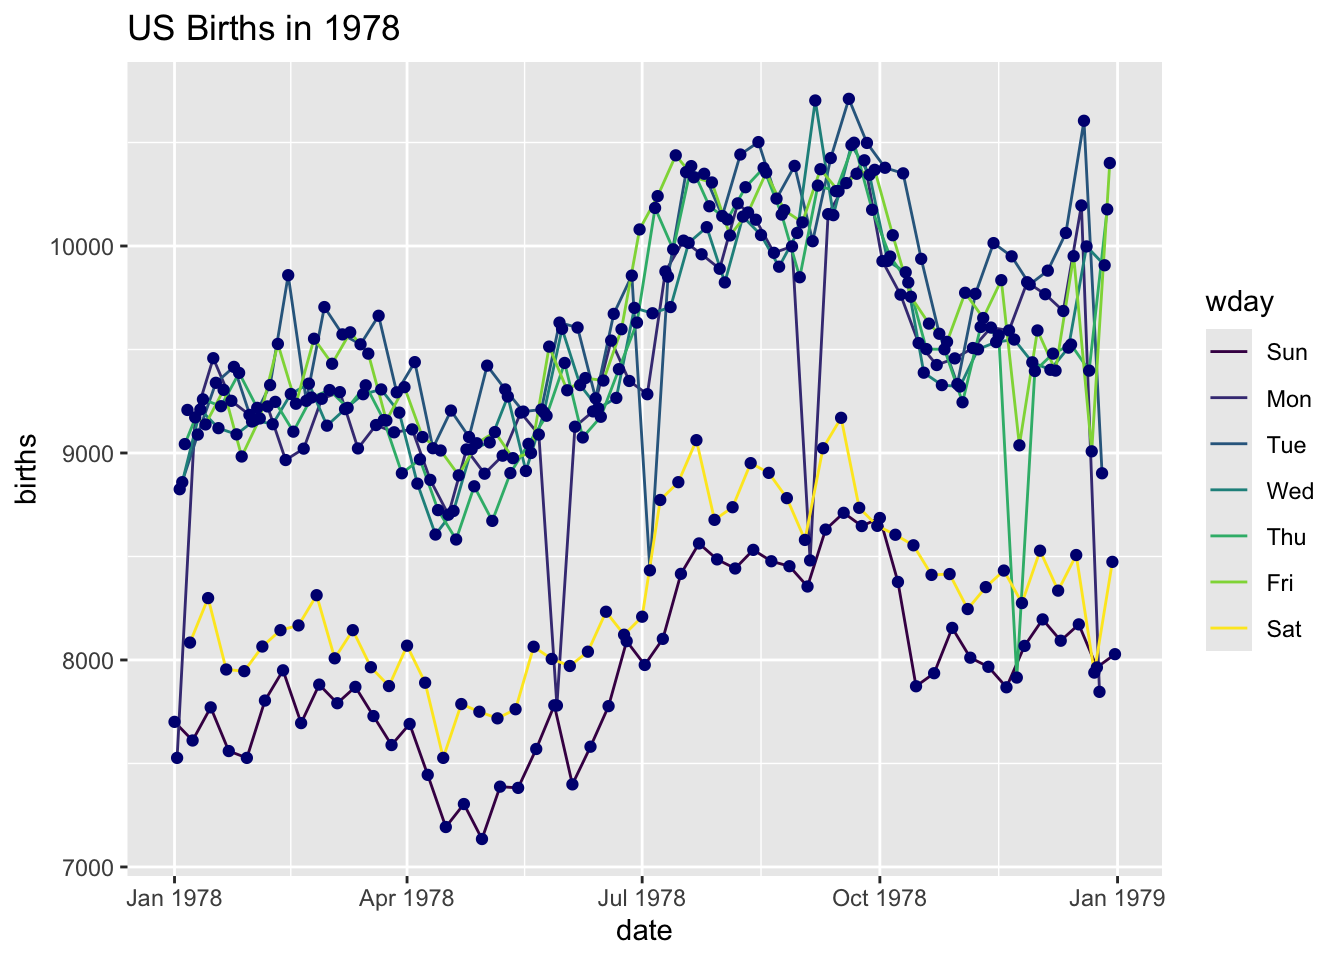 US Births in 1978
births
10000
9000
8000
7000
Jan 1978 Apr 1978 Jul 1978 Oct 1978 Jan 1979
date
wday
Sun
Mon
Tue
Wed
Thu
Fri
Sat